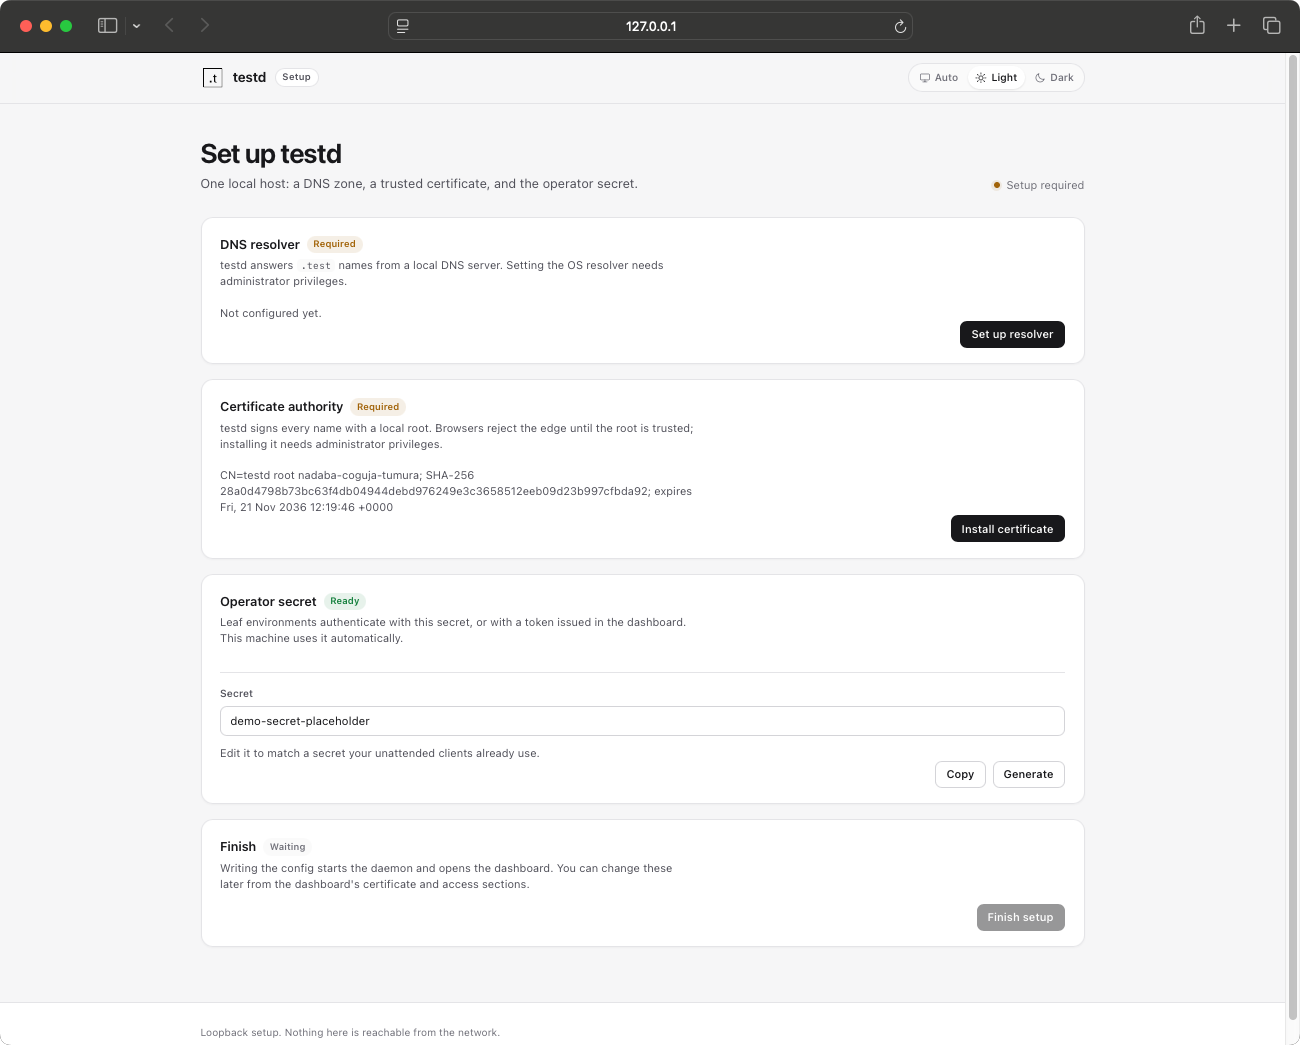 127.0.0.1
.t testd Setup
Auto Light Dark
Set up testd
One local host: a DNS zone, a trusted certificate, and the operator secret.
Setup required
DNS resolver Required
testd answers .test names from a local DNS server. Setting the OS resolver needs
administrator privileges.
Not configured yet.
Set up resolver
Certificate authority Required
testd signs every name with a local root. Browsers reject the edge until the root is trusted;
installing it needs administrator privileges.
CN=testd root nadaba-coguja-tumura; SHA-256
28a0d4798b73bc63f4db04944debd976249e3c3658512eeb09d23b997cfbda92; expires
Fri, 21 Nov 2036 12:19:46 +0000
Install certificate
Operator secret Ready
Leaf environments authenticate with this secret, or with a token issued in the dashboard.
This machine uses it automatically.
Secret
demo-secret-placeholder
Edit it to match a secret your unattended clients already use.
Copy Generate
Finish Waiting
Writing the config starts the daemon and opens the dashboard. You can change these
later from the dashboard's certificate and access sections.
Finish setup
Loopback setup. Nothing here is reachable from the network.